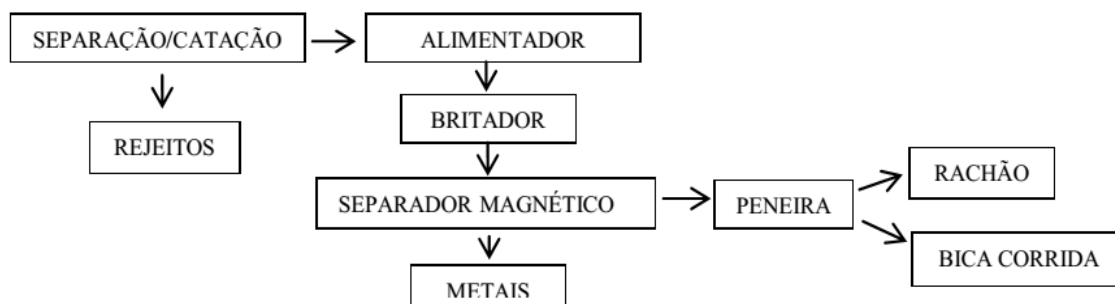 SEPARAÇÃO/CATAÇÃO
ALIMENTADOR
BRITADOR
REJEITOS
RACHÃO
SEPARADOR MAGNÉTICO
PENEIRA
BICA CORRIDA
METAIS